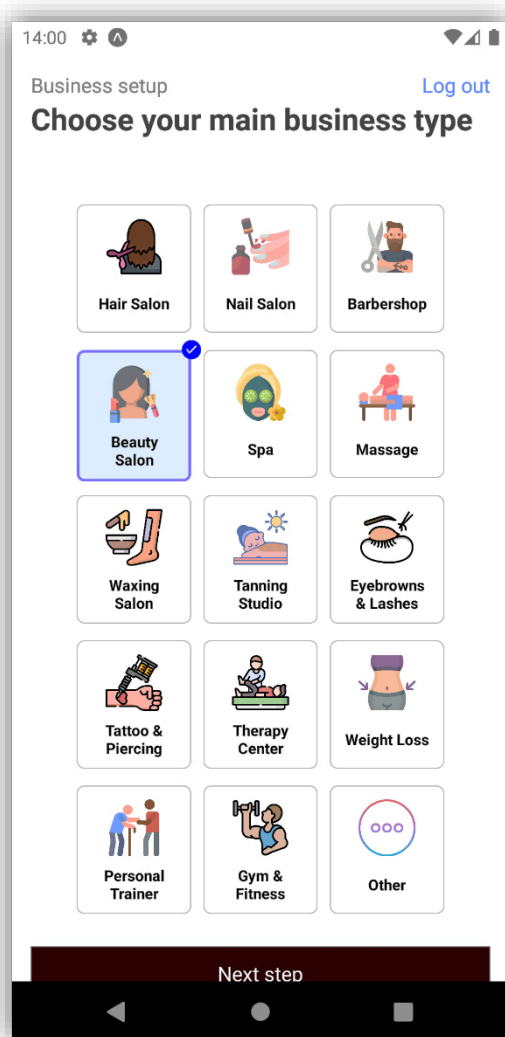 14:00
Business setup
Log out
Choose your main business type
Hair Salon
Nail Salon
Barbershop
Beauty
Salon
Spa
Massage
Waxing
Salon
Tanning
Studio
Eyebrowns
& Lashes
Tattoo &
Piercing
Therapy
Center
Weight Loss
Personal
Trainer
Gym &
Fitness
Other
Next step